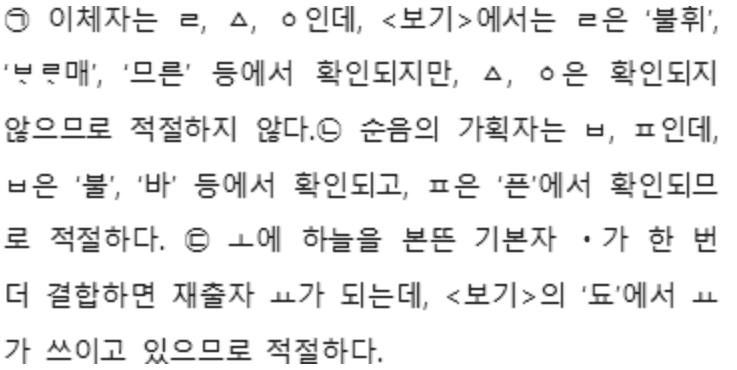 ㉠ 이체자는 ㄹ, ㅿ, ㆁ인데, <보기>에서는 ㄹ은 ‘불휘’,
‘ᄇᆞᄅᆞ매’, ‘므른’ 등에서 확인되지만, ㅿ, ㆁ은 확인되지
않으므로 적절하지 않다.㉡ 순음의 가획자는 ㅂ, ㅍ인데,
ㅂ은 ‘불’, ‘바’ 등에서 확인되고, ㅍ은 ‘픈’에서 확인되므
로 적절하다. ㉢ ㅗ에 하늘을 본뜬 기본자 ㆍ가 한 번
더 결합하면 재출자 ㅛ가 되는데, <보기>의 ‘됴’에서 ㅛ
가 쓰이고 있으므로 적절하다.